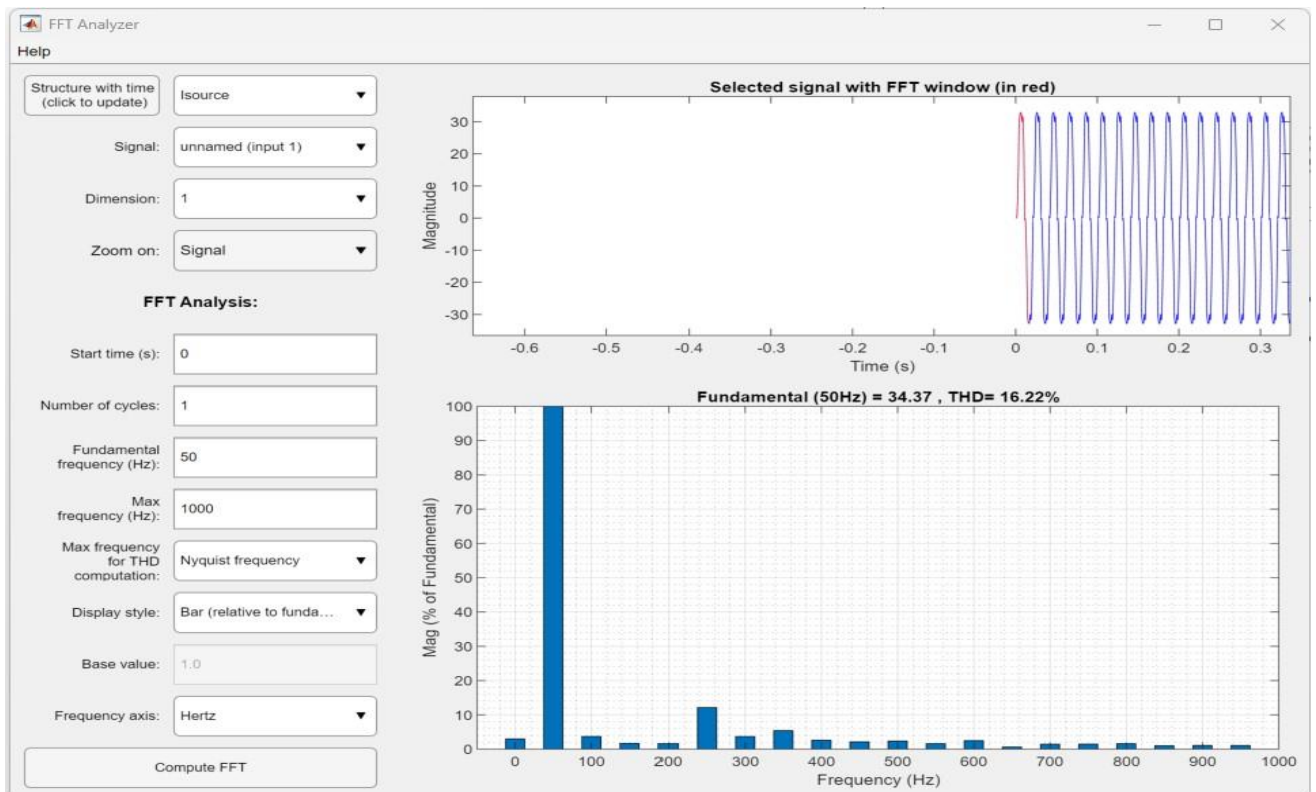 FFT Analyzer
Help
Structure with time
(click to update)
Isource
Signal:
unnamed (input 1)
Dimension:
1
Zoom on:
Signal
FFT Analysis:
Start time (s):
0
Number of cycles:
1
Fundamental
frequency (Hz):
50
Max
frequency (Hz):
1000
Max frequency
for THD
computation:
Nyquist frequency
Display style:
Bar (relative to funda...
Base value:
1.0
Frequency axis:
Hertz
Compute FFT
Selected signal with FFT window (in red)
Magnitude
30
20
10
0
-10
-20
-30
-0.6 -0.5 -0.4 -0.3 -0.2 -0.1 0 0.1 0.2 0.3
Time (s)
Fundamental (50Hz) = 34.37 , THD= 16.22%
Mag (% of Fundamental)
100
90
80
70
60
50
40
30
20
10
0
0 100 200 300 400 500 600 700 800 900 1000
Frequency (Hz)